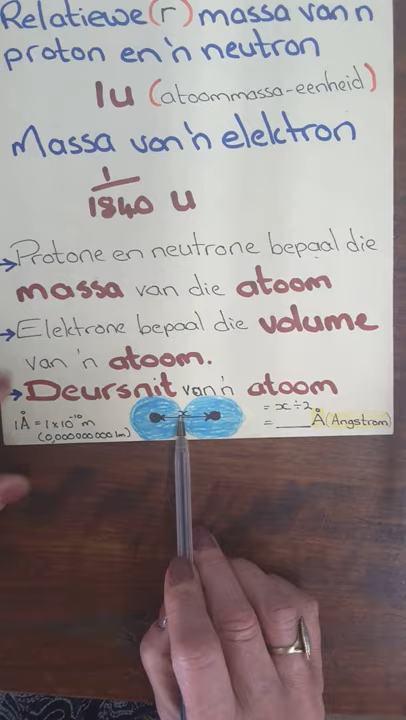 Relatiewe (r) massa van n
proton en 'n neutron
1u (atoommassa-eenheid)
Massa van 'n elektron
1/1840 u
→ Protone en neutrone bepaal die
massa van die atoom
→ Elektrone bepaal die volume
van 'n atoom.
→ Deursnit van 'n atoom
1Å = 1x10⁻¹⁰ m
(0,0000000001m)
x
= x ÷ 2
= ____ Å (Angstrom)